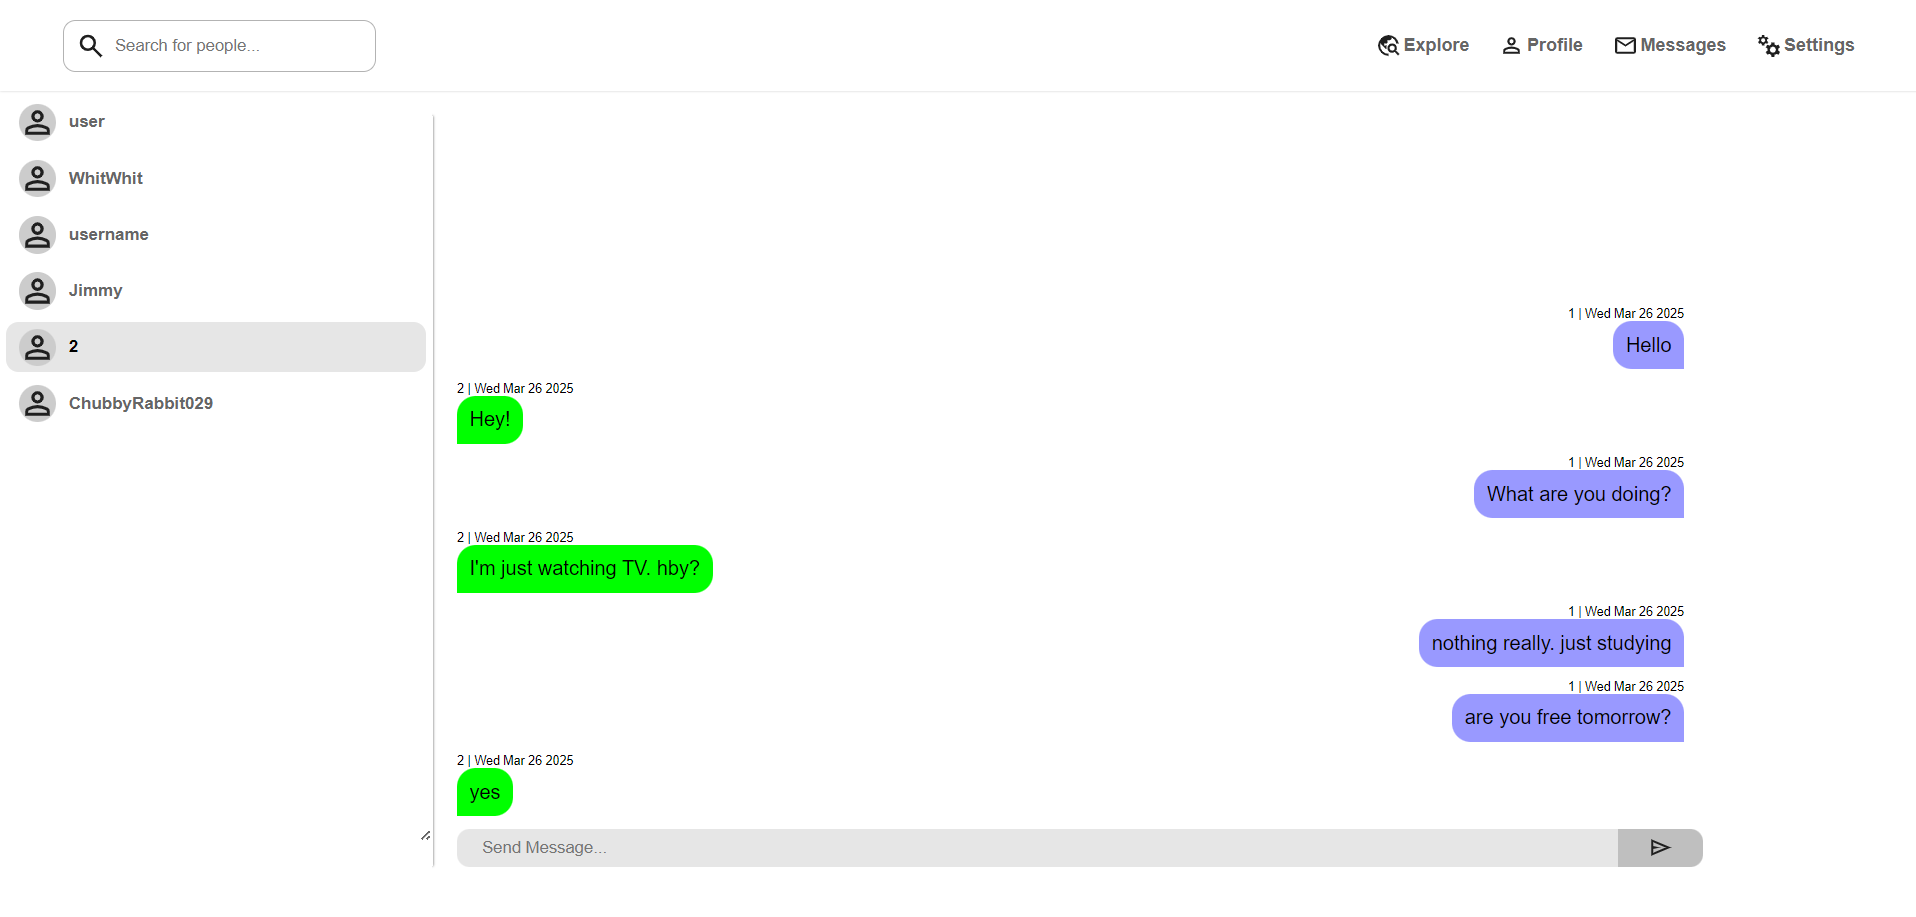 Search for people...
Explore
Profile
Messages
Settings
user
WhitWhit
username
Jimmy
2
ChubbyRabbit029
1 | Wed Mar 26 2025
Hello
2 | Wed Mar 26 2025
Hey!
1 | Wed Mar 26 2025
What are you doing?
2 | Wed Mar 26 2025
I'm just watching TV. hby?
1 | Wed Mar 26 2025
nothing really. just studying
1 | Wed Mar 26 2025
are you free tomorrow?
2 | Wed Mar 26 2025
yes
Send Message...